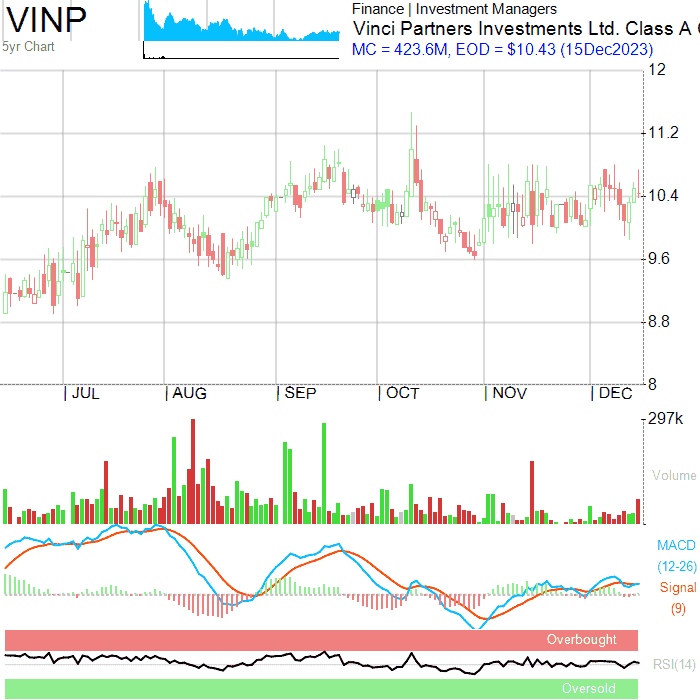 VINP
5yr Chart
Finance | Investment Managers
Vinci Partners Investments Ltd. Class A
MC = 423.6M, EOD = $10.43 (15Dec2023)
12
11.2
10.4
9.6
8.8
8
JUL
AUG
SEP
OCT
NOV
DEC
297k
Volume
MACD
(12-26)
Signal
(9)
Overbought
RSI(14)
Oversold